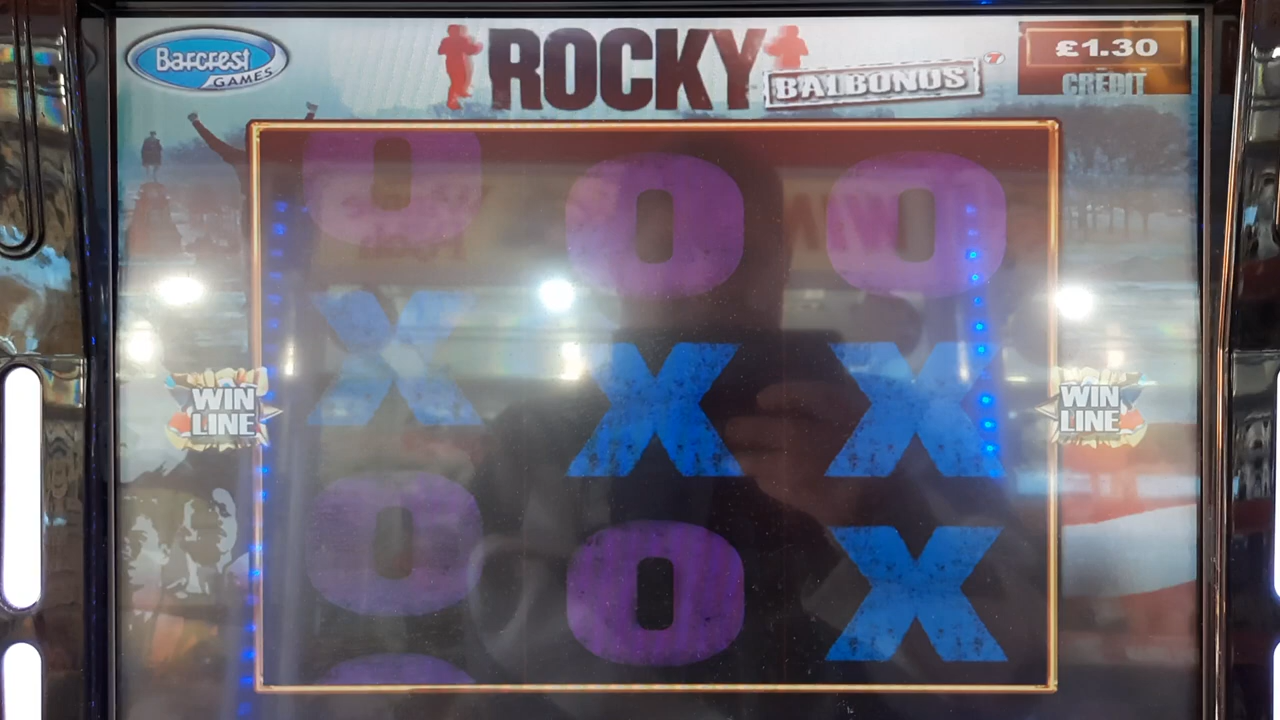 Barcrest
GAMES
ROCKY
BALBONUS
£1.30
CREDIT
O
O
O
X
X
X
WIN
LINE
WIN
LINE
O
O
X